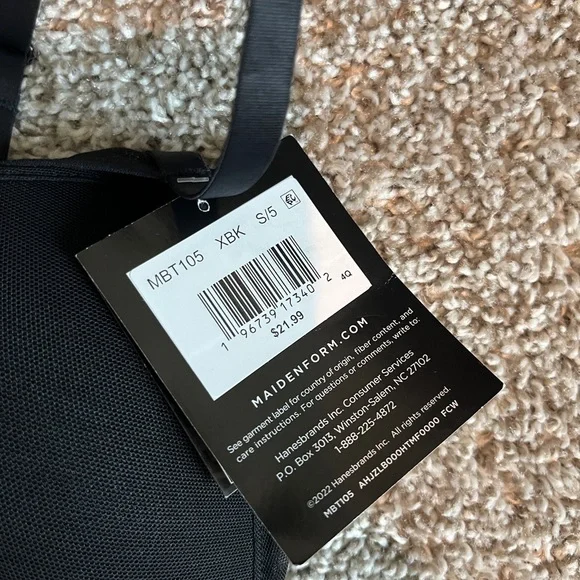 MBT105 XBK S/5
1 96739 17340 2 4Q
$21.99
MAIDENFORM.COM
See garment label for country of origin, fiber content, and
care instructions. For questions or comments, write to:
Hanesbrands Inc. Consumer Services
P.O. Box 3013, Winston-Salem, NC 27102
1-888-225-4872
©2022 Hanesbrands Inc. All rights reserved.
MBT105 AHJZLB000HTMF0000 FCW